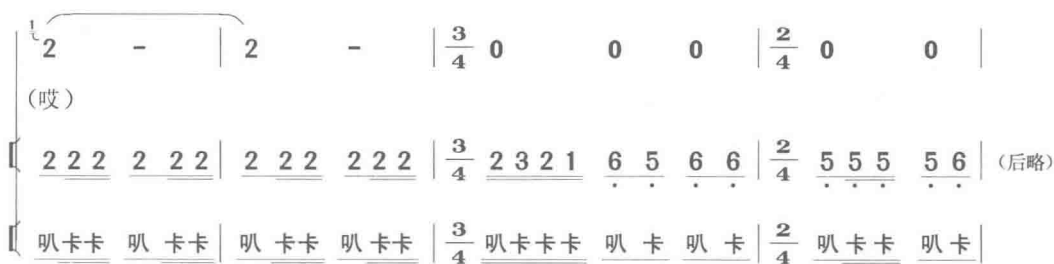 1 2 - | 2 - | 3/4 0 0 0 | 2/4 0 0 |
(哎)
2 2 2 2 2 2 | 2 2 2 2 2 2 | 3/4 2 3 2 1 6 5 6 6 | 2/4 5 5 5 5 6 | (后略)
叭卡卡 叭 卡卡 | 叭 卡卡 叭 卡卡 | 3/4 叭卡卡卡 叭 卡 叭 卡 | 2/4 叭卡卡 叭卡 |